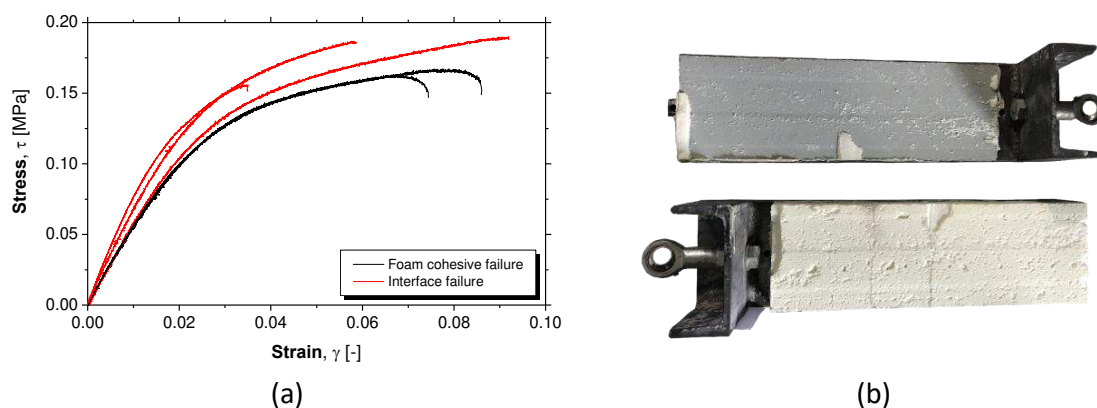 0.20
0.15
0.10
0.05
0.00
Stress, τ [MPa]
Foam cohesive failure
Interface failure
0.00 0.02 0.04 0.06 0.08 0.10
Strain, γ [-]
(a) (b)